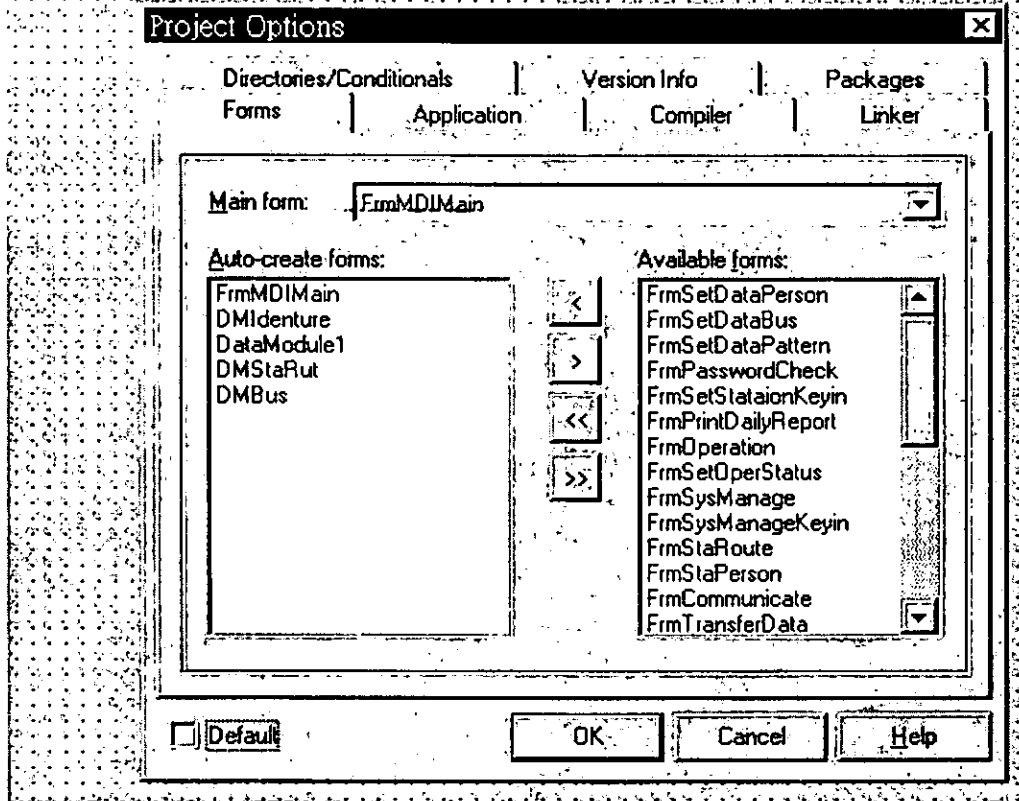 Project Options
Directories/Conditionals Version Info Packages
Forms Application Compiler Linker
Main form: FrmMDIMain
Auto-create forms:
FrmMDIMain
DMIdenture
DataModule1
DMStaRut
DMBus
<
>
<<
>>
Available forms:
FrmSetDataPerson
FrmSetDataBus
FrmSetDataPattern
FrmPasswordCheck
FrmSetStataionKeyin
FrmPrintDailyReport
FrmOperation
FrmSetOperStatus
FrmSysManage
FrmSysManageKeyin
FrmStaRoute
FrmStaPerson
FrmCommunicate
FrmTransferData
Default OK Cancel Help